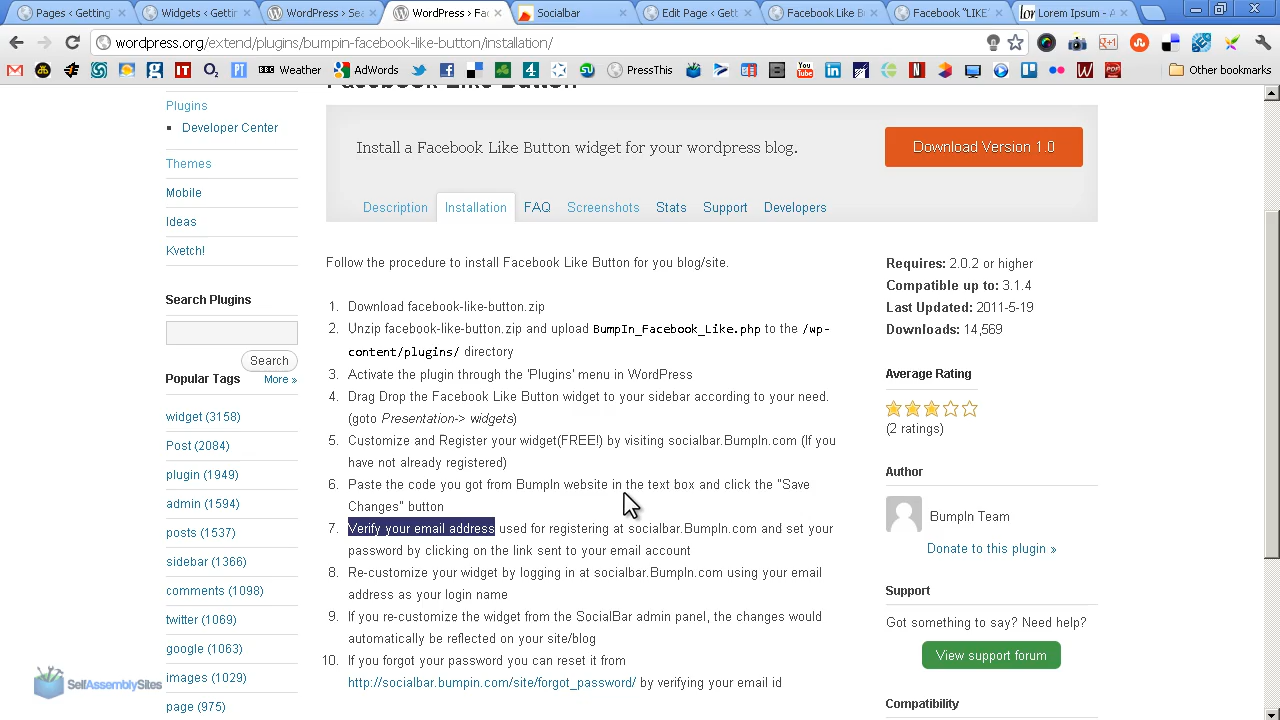 Pages ‹ Getting
Widgets ‹ Gettin
WordPress › Sea
WordPress › Fac
Socialbar
Edit Page ‹ Gett
Facebook Like Bu
Facebook "LIKE"
Lorem Ipsum - A
wordpress.org/extend/plugins/bumpin-facebook-like-button/installation/
Weather
AdWords
PressThis
Other bookmarks
Facebook Like Button
Plugins
Developer Center
Themes
Mobile
Ideas
Kvetch!
Search Plugins
Search
Popular Tags More »
widget (3158)
Post (2084)
plugin (1949)
admin (1594)
posts (1537)
sidebar (1366)
comments (1098)
twitter (1069)
google (1063)
images (1029)
page (975)
Install a Facebook Like Button widget for your wordpress blog.
Download Version 1.0
Description Installation FAQ Screenshots Stats Support Developers
Follow the procedure to install Facebook Like Button for you blog/site.
1. Download facebook-like-button.zip
2. Unzip facebook-like-button.zip and upload BumpIn_Facebook_Like.php to the /wp-
content/plugins/ directory
3. Activate the plugin through the 'Plugins' menu in WordPress
4. Drag Drop the Facebook Like Button widget to your sidebar according to your need.
(goto Presentation-> widgets)
5. Customize and Register your widget(FREE!) by visiting socialbar.BumpIn.com (If you
have not already registered)
6. Paste the code you got from BumpIn website in the text box and click the "Save
Changes" button
7. Verify your email address used for registering at socialbar.BumpIn.com and set your
password by clicking on the link sent to your email account
8. Re-customize your widget by logging in at socialbar.BumpIn.com using your email
address as your login name
9. If you re-customize the widget from the SocialBar admin panel, the changes would
automatically be reflected on your site/blog
10. If you forgot your password you can reset it from
http://socialbar.bumpin.com/site/forgot_password/ by verifying your email id
Requires: 2.0.2 or higher
Compatible up to: 3.1.4
Last Updated: 2011-5-19
Downloads: 14,569
Average Rating
(2 ratings)
Author
BumpIn Team
Donate to this plugin »
Support
Got something to say? Need help?
View support forum
Compatibility
SelfAssemblySites